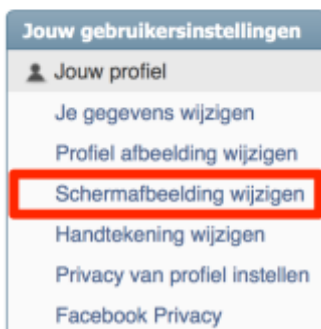 Jouw gebruikersinstellingen
Jouw profiel
Je gegevens wijzigen
Profiel afbeelding wijzigen
Schermafbeelding wijzigen
Handtekening wijzigen
Privacy van profiel instellen
Facebook Privacy